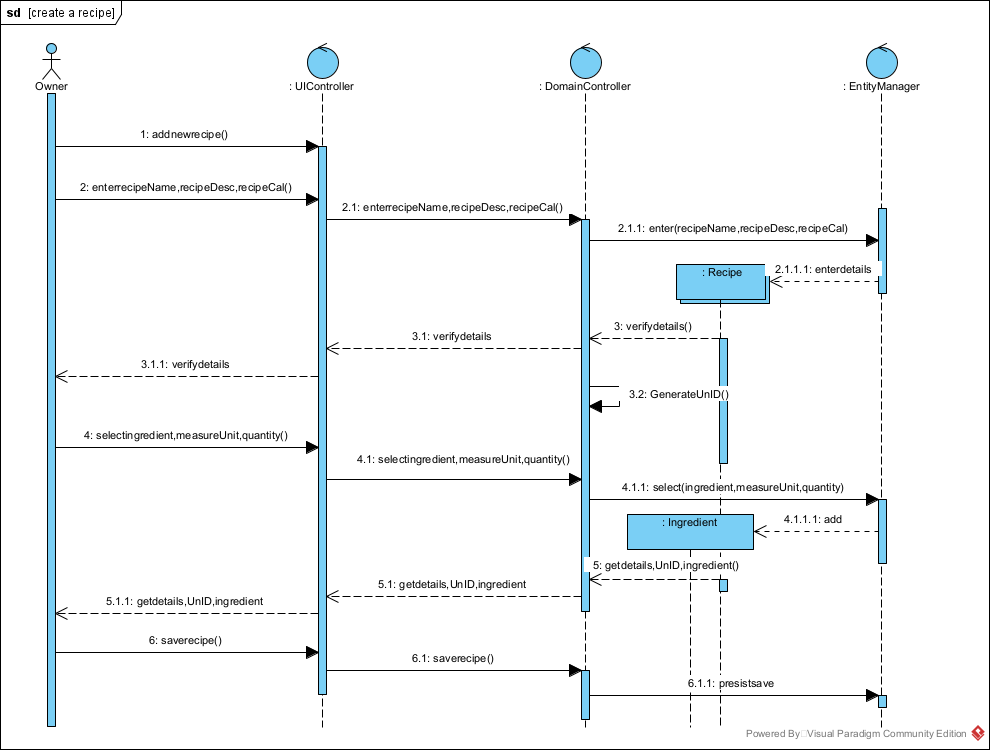 sd [create a recipe]
Owner
: UIController
: DomainController
: EntityManager
1: addnewrecipe()
2: enterrecipeName,recipeDesc,recipeCal()
2.1: enterrecipeName,recipeDesc,recipeCal()
2.1.1: enter(recipeName,recipeDesc,recipeCal)
: Recipe
2.1.1.1: enterdetails
3: verifydetails()
3.1: verifydetails
3.1.1: verifydetails
3.2: GenerateUnID()
4: selectingredient,measureUnit,quantity()
4.1: selectingredient,measureUnit,quantity()
4.1.1: select(ingredient,measureUnit,quantity)
: Ingredient
4.1.1.1: add
5: getdetails,UnID,ingredient()
5.1: getdetails,UnID,ingredient
5.1.1: getdetails,UnID,ingredient
6: saverecipe()
6.1: saverecipe()
6.1.1: presistsave
Powered By Visual Paradigm Community Edition